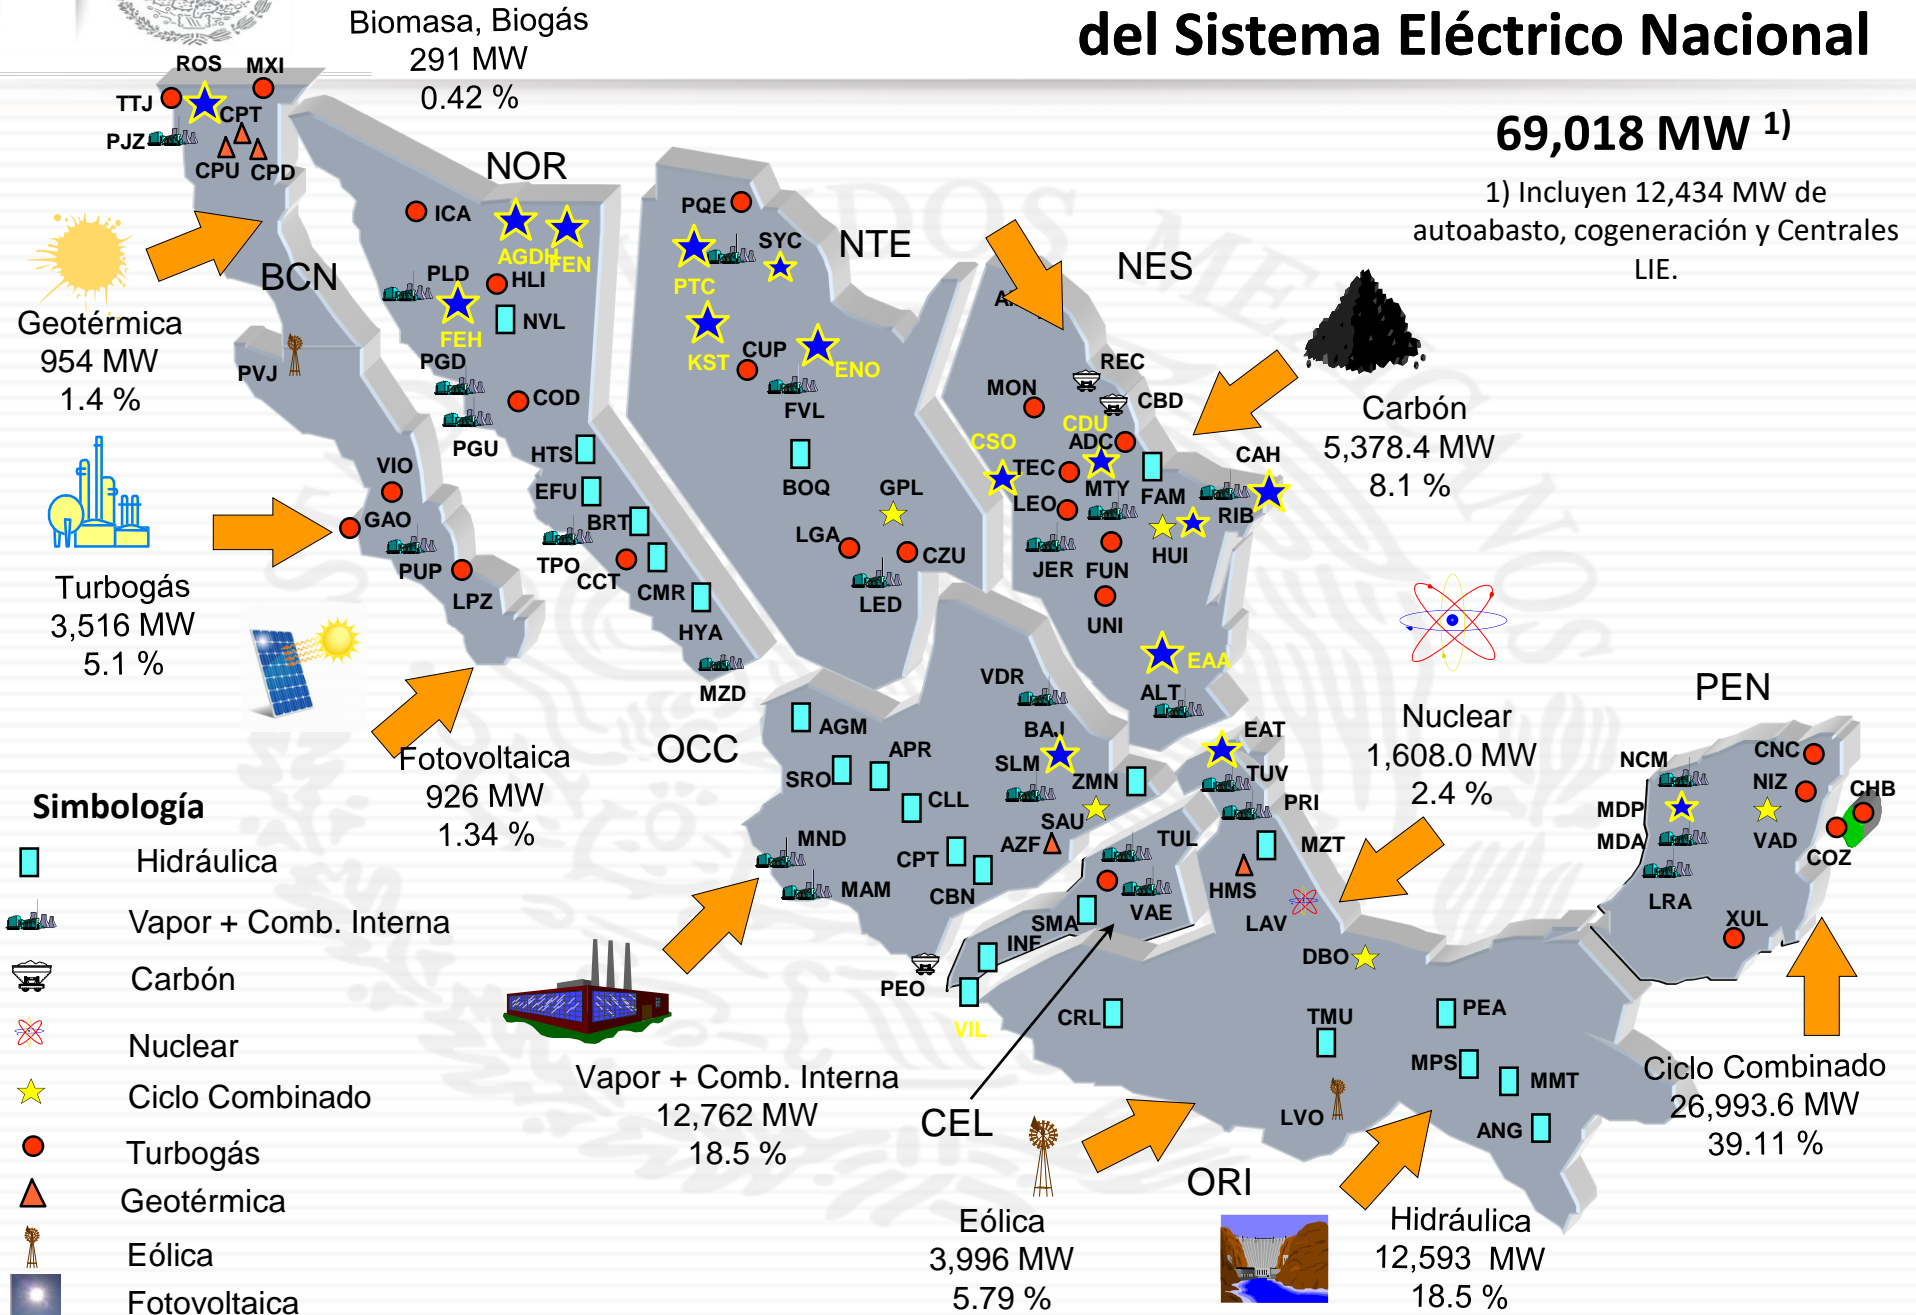 del Sistema Eléctrico Nacional
69,018 MW 1)
1) Incluyen 12,434 MW de
autoabasto, cogeneración y Centrales
LIE.
Biomasa, Biogás
291 MW
0.42 %
ROS
MXI
TTJ
CPT
PJZ
CPU
CPD
BCN
Geotérmica
954 MW
1.4 %
PVJ
VIO
GAO
PUP
LPZ
Turbogás
3,516 MW
5.1 %
Fotovoltaica
926 MW
1.34 %
NOR
ICA
AGDH
FEN
PLD
HLI
NVL
FEH
PGD
COD
PGU
HTS
EFU
BRT
TPO
CCT
CMR
HYA
MZD
NTE
PQE
SYC
PTC
KST
CUP
ENO
FVL
BOQ
GPL
LGA
CZU
LED
NES
REC
MON
CBD
CDU
ADC
CSO
TEC
CAH
MTY
FAM
LEO
RIB
HUI
JER
FUN
UNI
EAA
ALT
Carbón
5,378.4 MW
8.1 %
Nuclear
1,608.0 MW
2.4 %
OCC
VDR
AGM
BAJ
APR
SLM
SRO
ZMN
CLL
SAU
MND
AZF
CPT
MAM
CBN
PEO
EAT
TUV
PRI
MZT
TUL
HMS
VAE
SMA
LAV
INF
VIL
DBO
CRL
TMU
PEA
MPS
MMT
LVO
ANG
CEL
ORI
PEN
NCM
CNC
NIZ
CHB
MDP
MDA
VAD
COZ
LRA
XUL
Vapor + Comb. Interna
12,762 MW
18.5 %
Eólica
3,996 MW
5.79 %
Hidráulica
12,593 MW
18.5 %
Ciclo Combinado
26,993.6 MW
39.11 %
Simbología
Hidráulica
Vapor + Comb. Interna
Carbón
Nuclear
Ciclo Combinado
Turbogás
Geotérmica
Eólica
Fotovoltaica